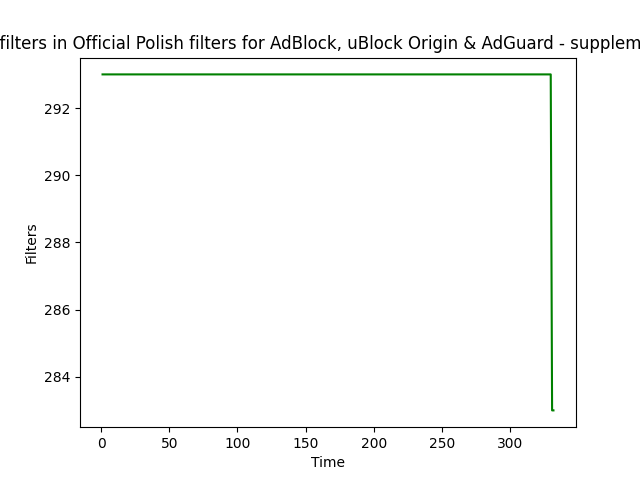 filters in Official Polish filters for AdBlock, uBlock Origin & AdGuard - supplem
292
290
288
286
284
Filters
0 50 100 150 200 250 300
Time